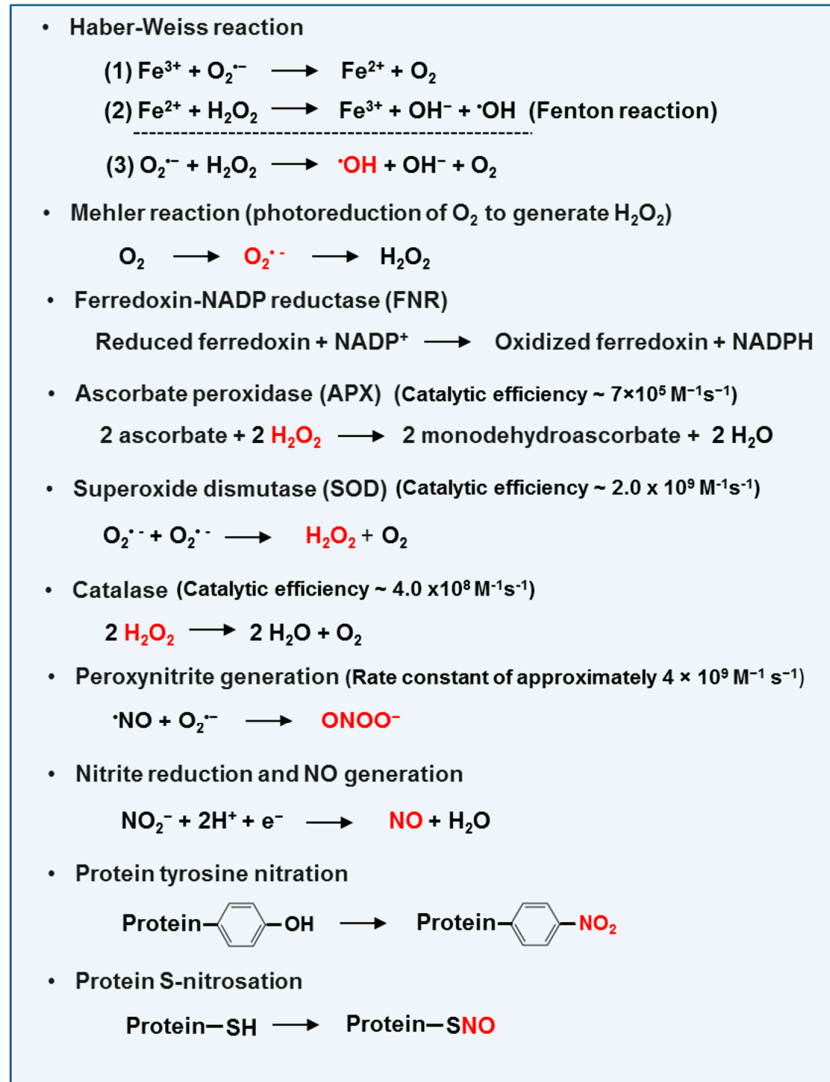 • Haber-Weiss reaction
(1) Fe³⁺ + O₂•⁻ ⟶ Fe²⁺ + O₂
(2) Fe²⁺ + H₂O₂ ⟶ Fe³⁺ + OH⁻ + •OH (Fenton reaction)
(3) O₂•⁻ + H₂O₂ ⟶ •OH + OH⁻ + O₂
• Mehler reaction (photoreduction of O₂ to generate H₂O₂)
O₂ ⟶ O₂•- ⟶ H₂O₂
• Ferredoxin-NADP reductase (FNR)
Reduced ferredoxin + NADP⁺ ⟶ Oxidized ferredoxin + NADPH
• Ascorbate peroxidase (APX) (Catalytic efficiency ~ 7×10⁵ M⁻¹s⁻¹)
2 ascorbate + 2 H₂O₂ ⟶ 2 monodehydroascorbate + 2 H₂O
• Superoxide dismutase (SOD) (Catalytic efficiency ~ 2.0 x 10⁹ M⁻¹s⁻¹)
O₂•- + O₂•- ⟶ H₂O₂ + O₂
• Catalase (Catalytic efficiency ~ 4.0 x10⁸ M⁻¹s⁻¹)
2 H₂O₂ ⟶ 2 H₂O + O₂
• Peroxynitrite generation (Rate constant of approximately 4 × 10⁹ M⁻¹ s⁻¹)
•NO + O₂•⁻ ⟶ ONOO⁻
• Nitrite reduction and NO generation
NO₂⁻ + 2H⁺ + e⁻ ⟶ NO + H₂O
• Protein tyrosine nitration
Protein–OH ⟶ Protein–NO₂
• Protein S-nitrosation
Protein–SH ⟶ Protein–SNO